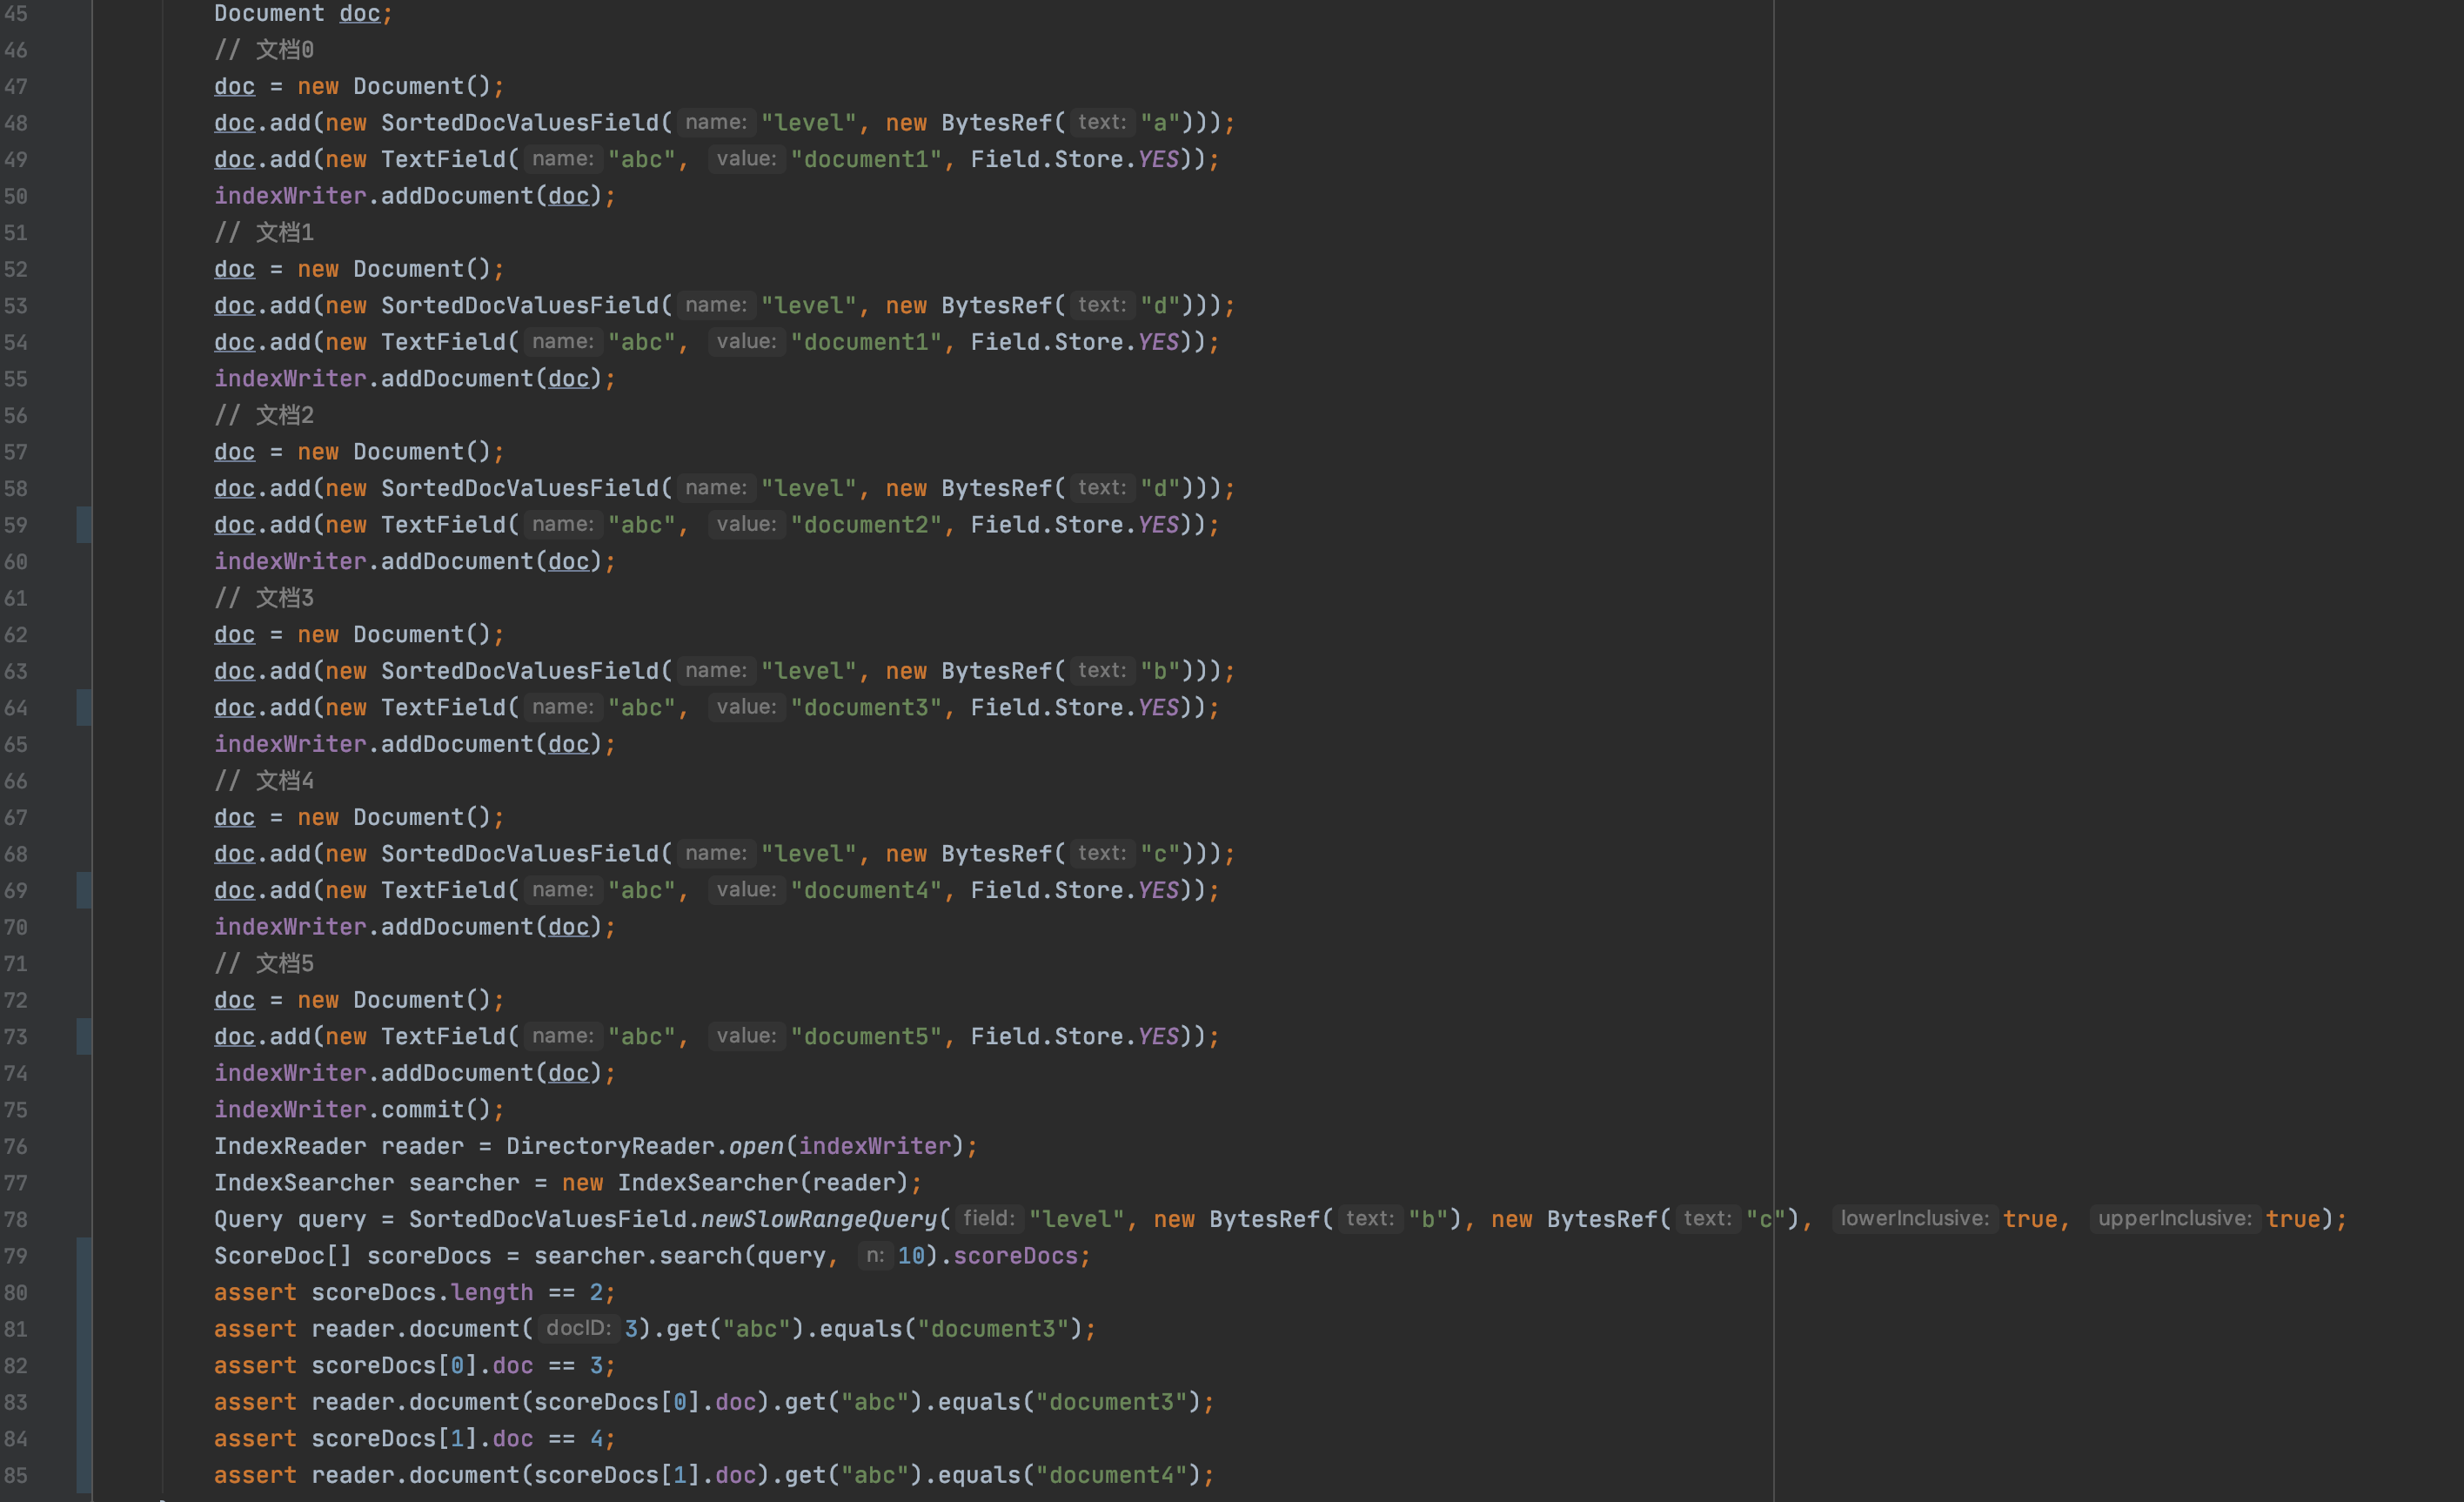 45 Document doc;
46 // 文档0
47 doc = new Document();
48 doc.add(new SortedDocValuesField( name: "level", new BytesRef( text: "a")));
49 doc.add(new TextField( name: "abc", value: "document1", Field.Store.YES));
50 indexWriter.addDocument(doc);
51 // 文档1
52 doc = new Document();
53 doc.add(new SortedDocValuesField( name: "level", new BytesRef( text: "d")));
54 doc.add(new TextField( name: "abc", value: "document1", Field.Store.YES));
55 indexWriter.addDocument(doc);
56 // 文档2
57 doc = new Document();
58 doc.add(new SortedDocValuesField( name: "level", new BytesRef( text: "d")));
59 doc.add(new TextField( name: "abc", value: "document2", Field.Store.YES));
60 indexWriter.addDocument(doc);
61 // 文档3
62 doc = new Document();
63 doc.add(new SortedDocValuesField( name: "level", new BytesRef( text: "b")));
64 doc.add(new TextField( name: "abc", value: "document3", Field.Store.YES));
65 indexWriter.addDocument(doc);
66 // 文档4
67 doc = new Document();
68 doc.add(new SortedDocValuesField( name: "level", new BytesRef( text: "c")));
69 doc.add(new TextField( name: "abc", value: "document4", Field.Store.YES));
70 indexWriter.addDocument(doc);
71 // 文档5
72 doc = new Document();
73 doc.add(new TextField( name: "abc", value: "document5", Field.Store.YES));
74 indexWriter.addDocument(doc);
75 indexWriter.commit();
76 IndexReader reader = DirectoryReader.open(indexWriter);
77 IndexSearcher searcher = new IndexSearcher(reader);
78 Query query = SortedDocValuesField.newSlowRangeQuery( field: "level", new BytesRef( text: "b"), new BytesRef( text: "c"), lowerInclusive: true, upperInclusive: true);
79 ScoreDoc[] scoreDocs = searcher.search(query, n: 10).scoreDocs;
80 assert scoreDocs.length == 2;
81 assert reader.document( docID: 3).get("abc").equals("document3");
82 assert scoreDocs[0].doc == 3;
83 assert reader.document(scoreDocs[0].doc).get("abc").equals("document3");
84 assert scoreDocs[1].doc == 4;
85 assert reader.document(scoreDocs[1].doc).get("abc").equals("document4");